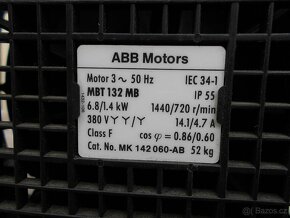 ABB Motors
Motor 3 ~ 50 Hz IEC 34-1
MBT 132 MB IP 55
6.8/1.4 kW 1440/720 r/min
380 V Y Y/Y 14.1/4.7 A
Class F cos φ = 0.86/0.60
Cat. No. MK 142 060-AB 52 kg